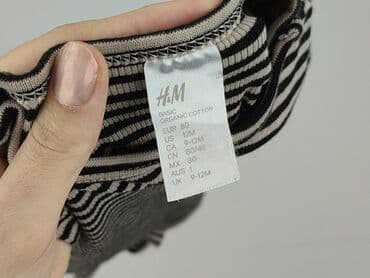 H&M
BASIC
ORGANIC COTTON
EUR 80
US 12M
CA 9-12M
CN 80/48
MX 80
AUS 1
UK 9-12M